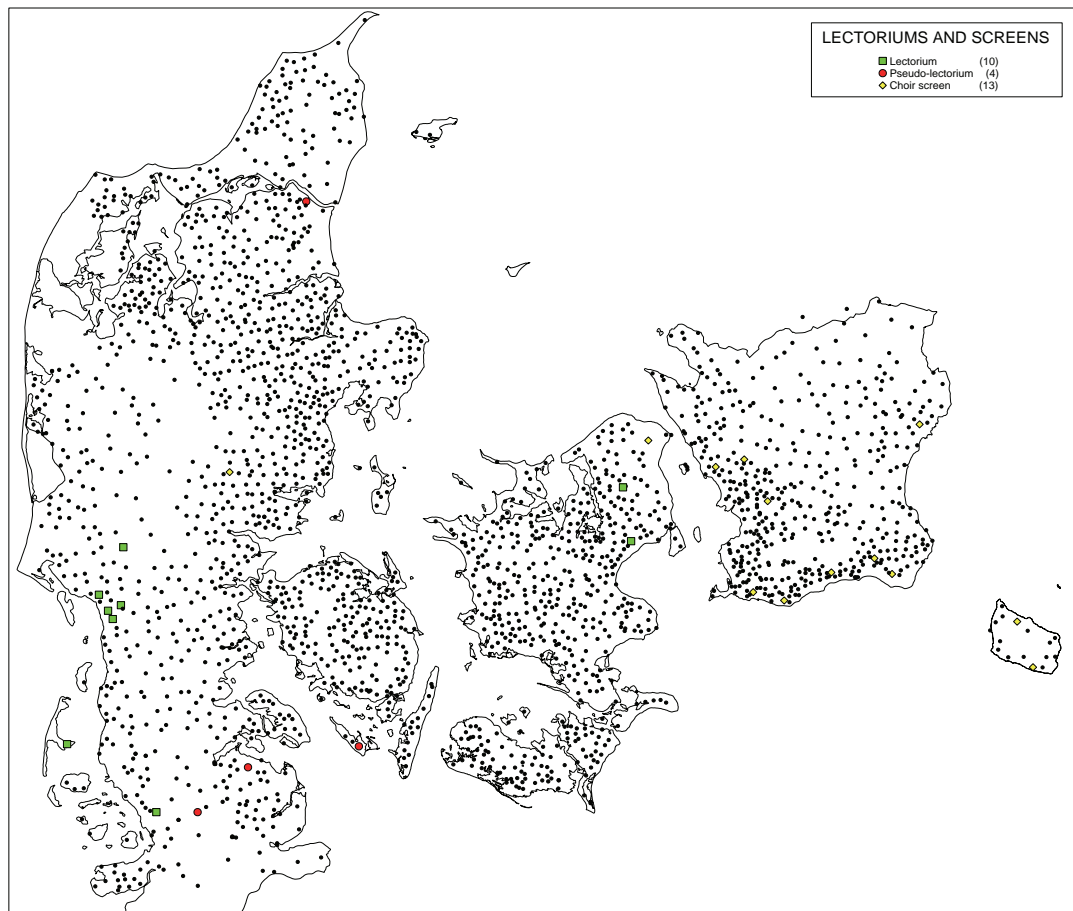 LECTORIUMS AND SCREENS
Lectorium (10)
Pseudo-lectorium (4)
Choir screen (13)